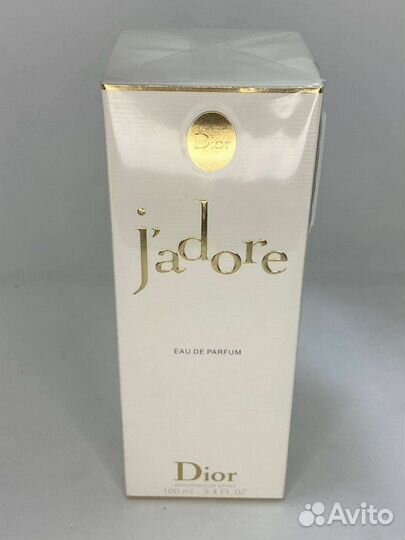 Dior
j'adore
EAU DE PARFUM
Dior
100 ml 3.4 FL.OZ
Avito